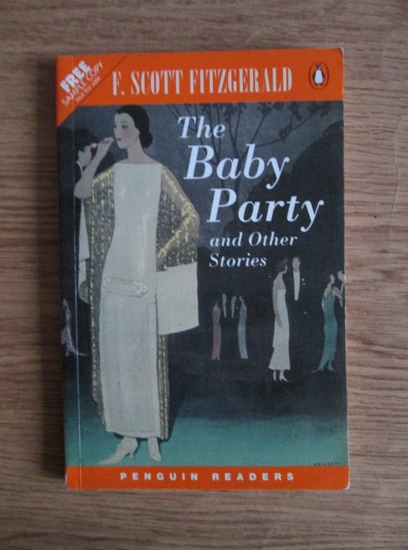 FREE
SAMPLE COPY
F. SCOTT FITZGERALD
The
Baby
Party
and Other
Stories
PENGUIN READERS